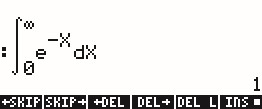 :∫₀^∞ e^-X dX
1
←SKIP SKIP→ ←DEL DEL→ DEL L INS ■